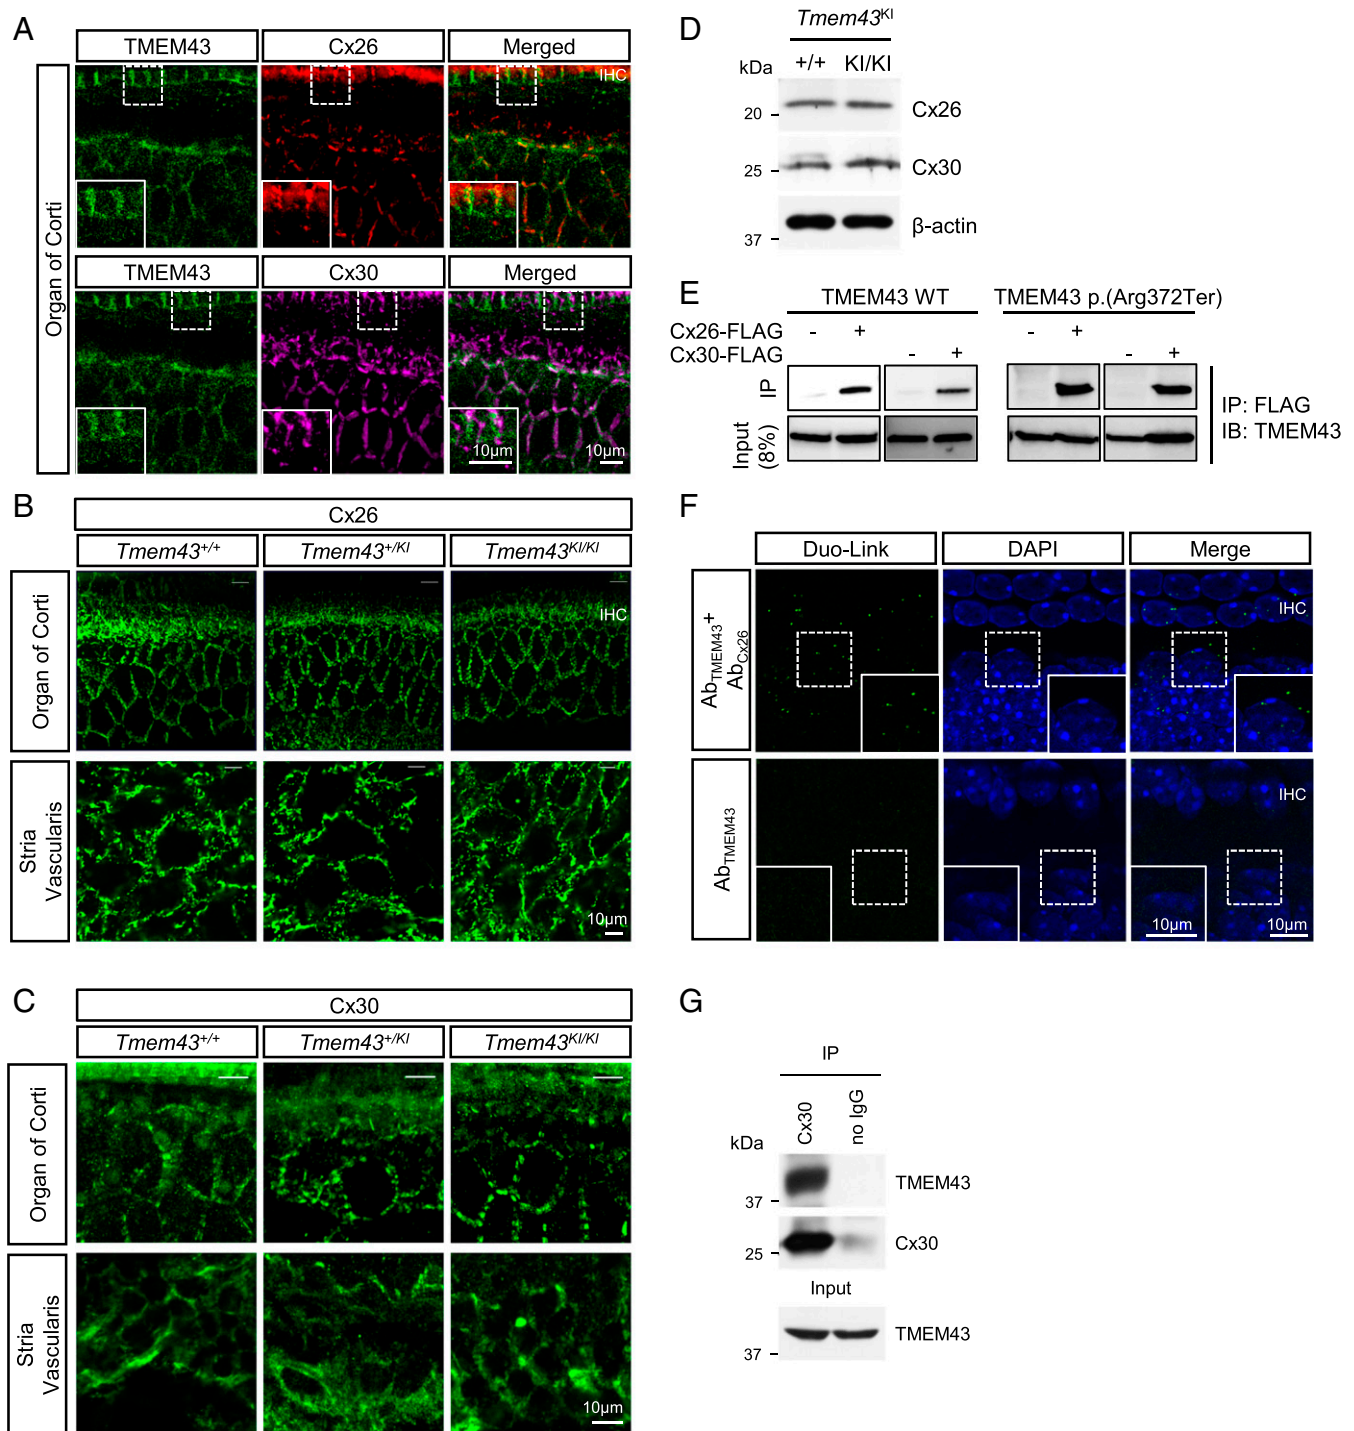 A
TMEM43 Cx26 Merged
IHC
Organ of Corti
TMEM43 Cx30 Merged
10µm 10µm
B
Cx26
Tmem43+/+ Tmem43+/KI Tmem43KI/KI
Organ of Corti
IHC
Stria
Vascularis
10µm
C
Cx30
Tmem43+/+ Tmem43+/KI Tmem43KI/KI
Organ of Corti
Stria
Vascularis
10µm
D
Tmem43KI
kDa +/+ KI/KI
20 Cx26
25 Cx30
37 β-actin
E
TMEM43 WT TMEM43 p.(Arg372Ter)
Cx26-FLAG - + - +
Cx30-FLAG - + - +
IP
Input
(8%)
IP: FLAG
IB: TMEM43
F
Duo-Link DAPI Merge
AbTMEM43+
AbCx26
IHC
AbTMEM43
IHC
10µm 10µm
G
IP
Cx30 no IgG
kDa
TMEM43
37
Cx30
25
Input
TMEM43
37